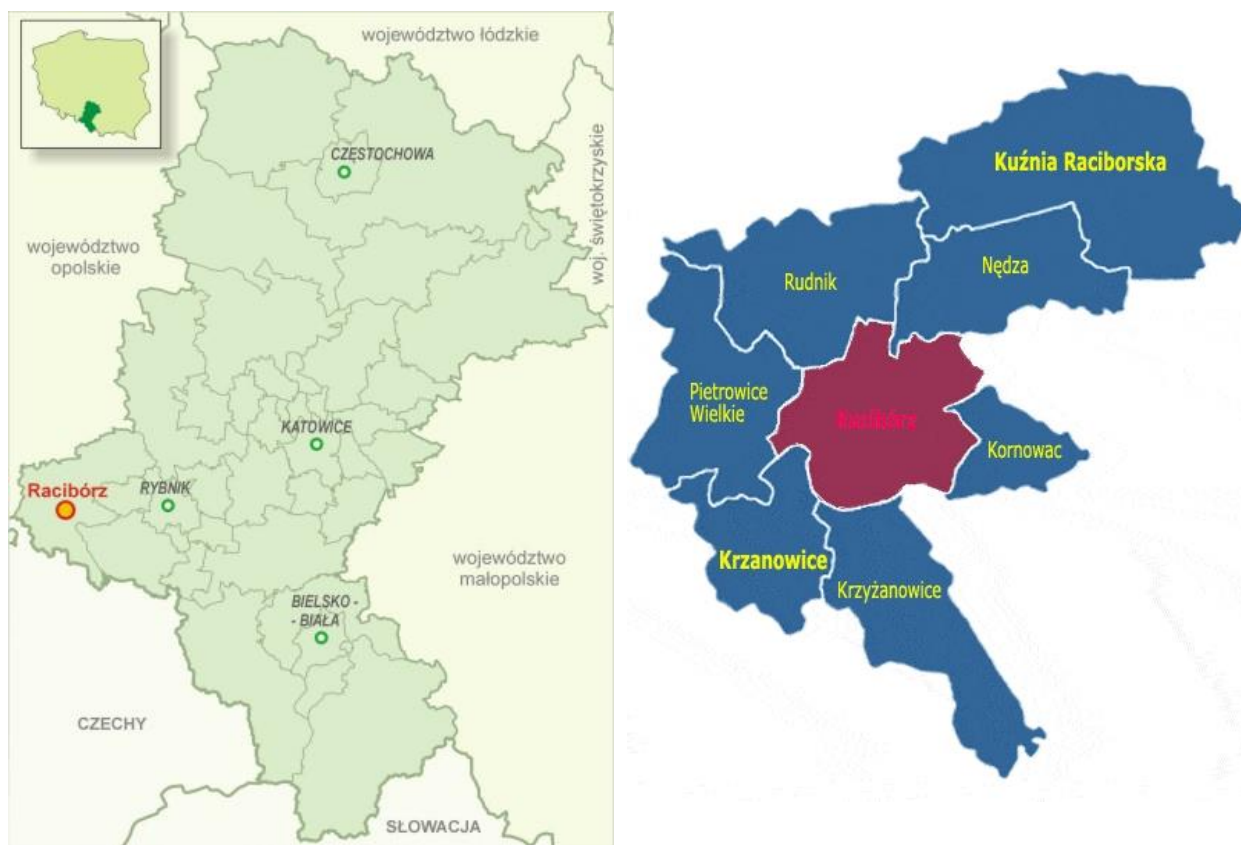 województwo łódzkie
CZĘSTOCHOWA
woj. świętokrzyskie
województwo
opolskie
KATOWICE
Racibórz
RYBNIK
województwo
małopolskie
BIELSKO -
- BIAŁA
CZECHY
SŁOWACJA
Kuźnia Raciborska
Nędza
Rudnik
Pietrowice
Wielkie
Racibórz
Kornowac
Krzanowice
Krzyżanowice